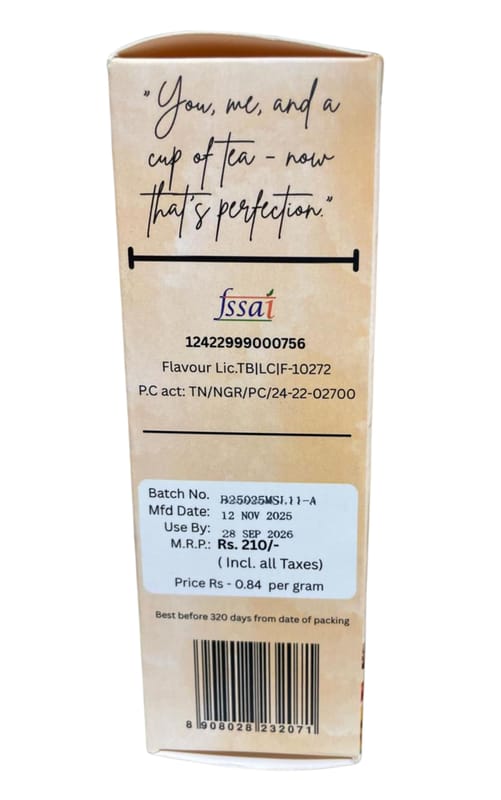 "You, me, and a
cup of tea - now
that's perfection."
fssai
12422999000756
Flavour Lic.TB|LC|F-10272
P.C act: TN/NGR/PC/24-22-02700
Batch No. B25025MSL11-A
Mfd Date: 12 NOV 2025
Use By: 28 SEP 2026
M.R.P.: Rs. 210/-
( Incl. all Taxes)
Price Rs - 0.84 per gram
Best before 320 days from date of packing
8 908028 232071